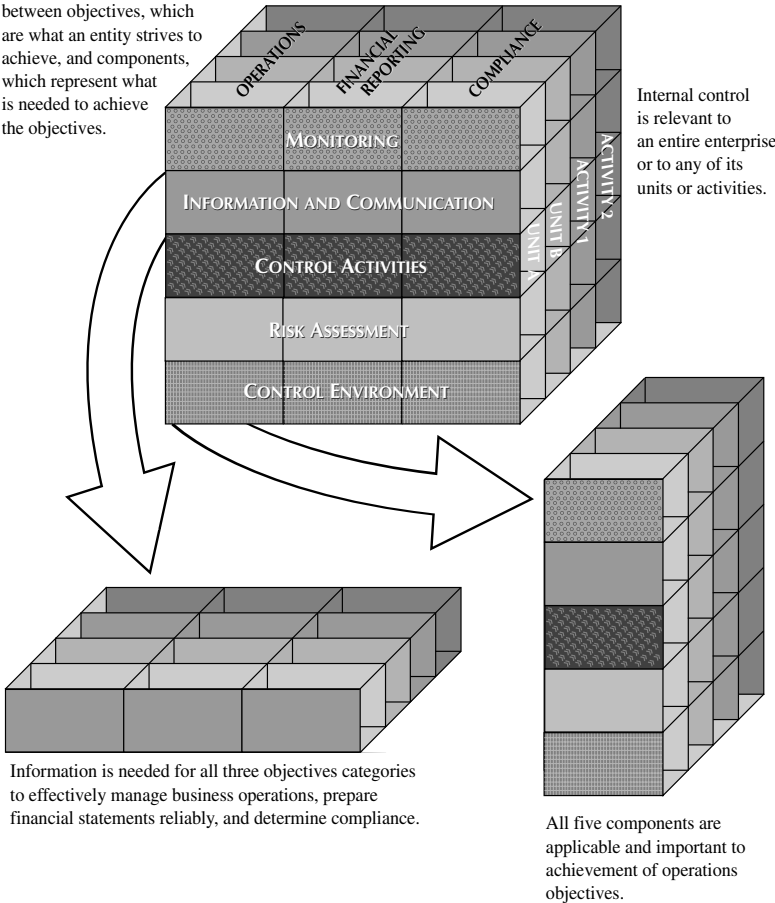 between objectives, which
are what an entity strives to
achieve, and components,
which represent what
is needed to achieve
the objectives.
OPERATIONS
FINANCIAL
REPORTING
COMPLIANCE
MONITORING
INFORMATION AND COMMUNICATION
CONTROL ACTIVITIES
RISK ASSESSMENT
CONTROL ENVIRONMENT
UNIT A
UNIT B
ACTIVITY 1
ACTIVITY 2
Internal control
is relevant to
an entire enterprise
or to any of its
units or activities.
Information is needed for all three objectives categories
to effectively manage business operations, prepare
financial statements reliably, and determine compliance.
All five components are
applicable and important to
achievement of operations
objectives.